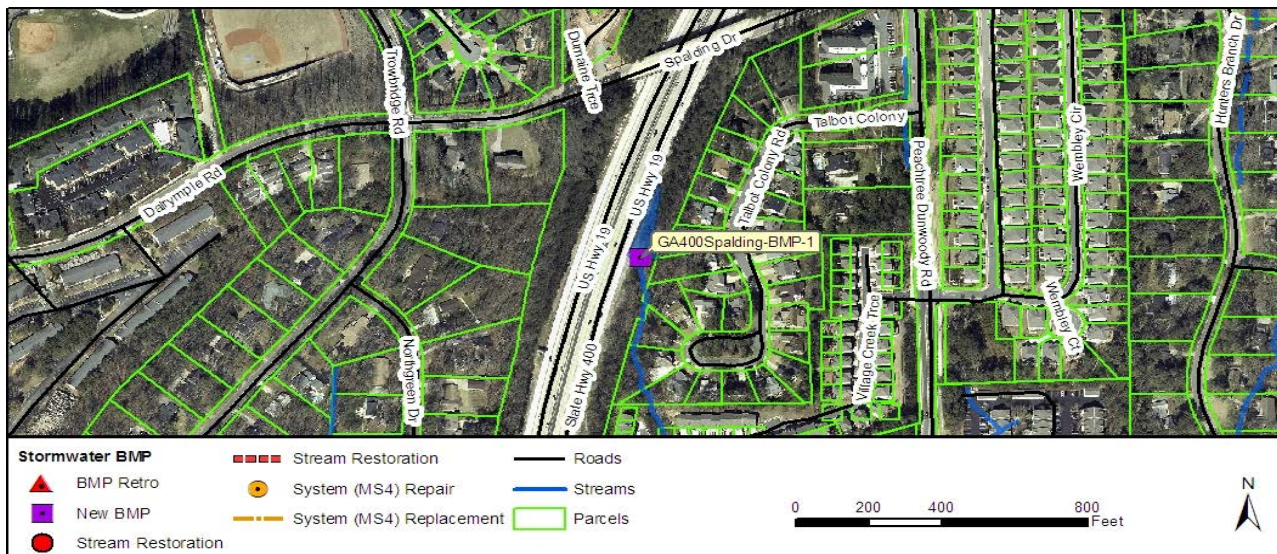 Trowbridge Rd
Dumaine Trce
Spalding Dr
Hunters Branch Dr
Talbot Colony
Wembley Cir
Dalrymple Rd
US Hwy 19
Talbot Colony Rd
Peachtree Dunwoody Rd
GA400Spalding-BMP-1
US Hwy 19
Wembley Ct
Northgreen Dr
State Hwy 400
Village Creek Trce
Stormwater BMP
BMP Retro
New BMP
Stream Restoration
Stream Restoration
System (MS4) Repair
System (MS4) Replacement
Roads
Streams
Parcels
0 200 400 800
Feet
N